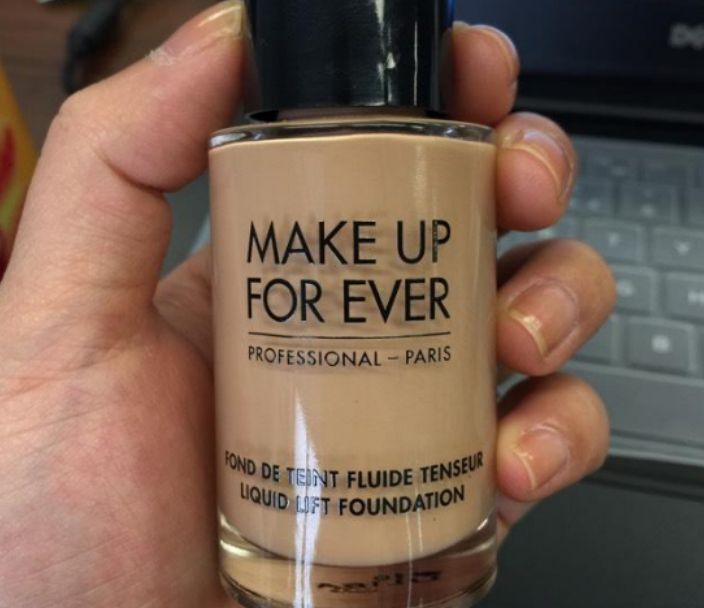 MAKE UP
FOR EVER
PROFESSIONAL – PARIS
FOND DE TEINT FLUIDE TENSEUR
LIQUID LIFT FOUNDATION